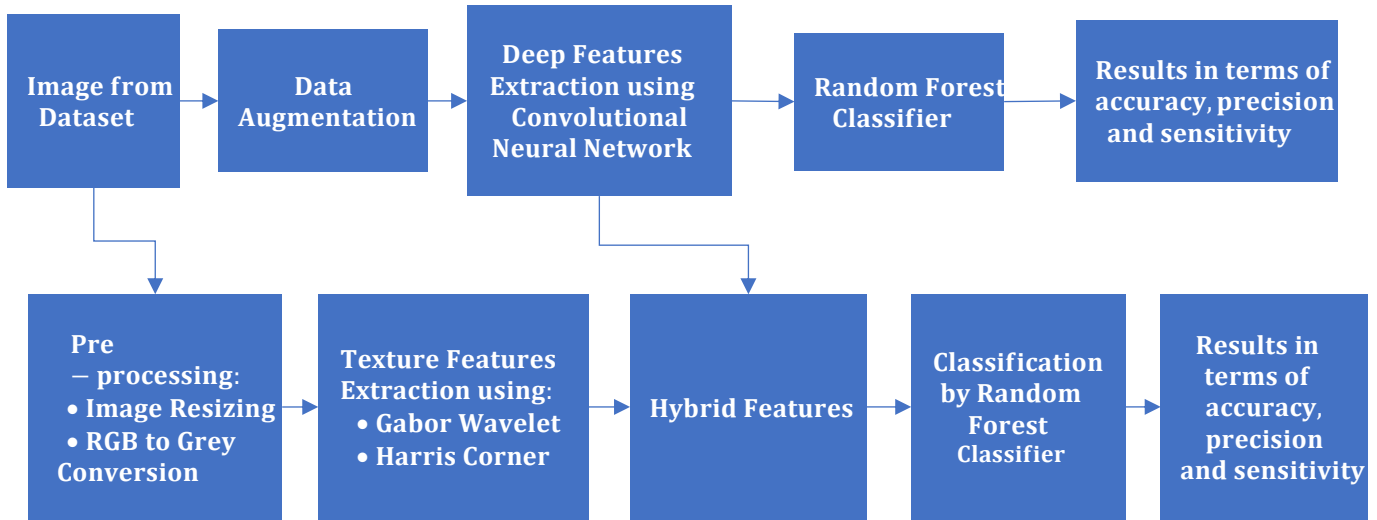 Image from
Dataset
Data
Augmentation
Deep Features
Extraction using
Convolutional
Neural Network
Random Forest
Classifier
Results in terms of
accuracy, precision
and sensitivity
Pre
− processing:
• Image Resizing
• RGB to Grey
Conversion
Texture Features
Extraction using:
• Gabor Wavelet
• Harris Corner
Hybrid Features
Classification
by Random
Forest
Classifier
Results in
terms of
accuracy,
precision
and sensitivity